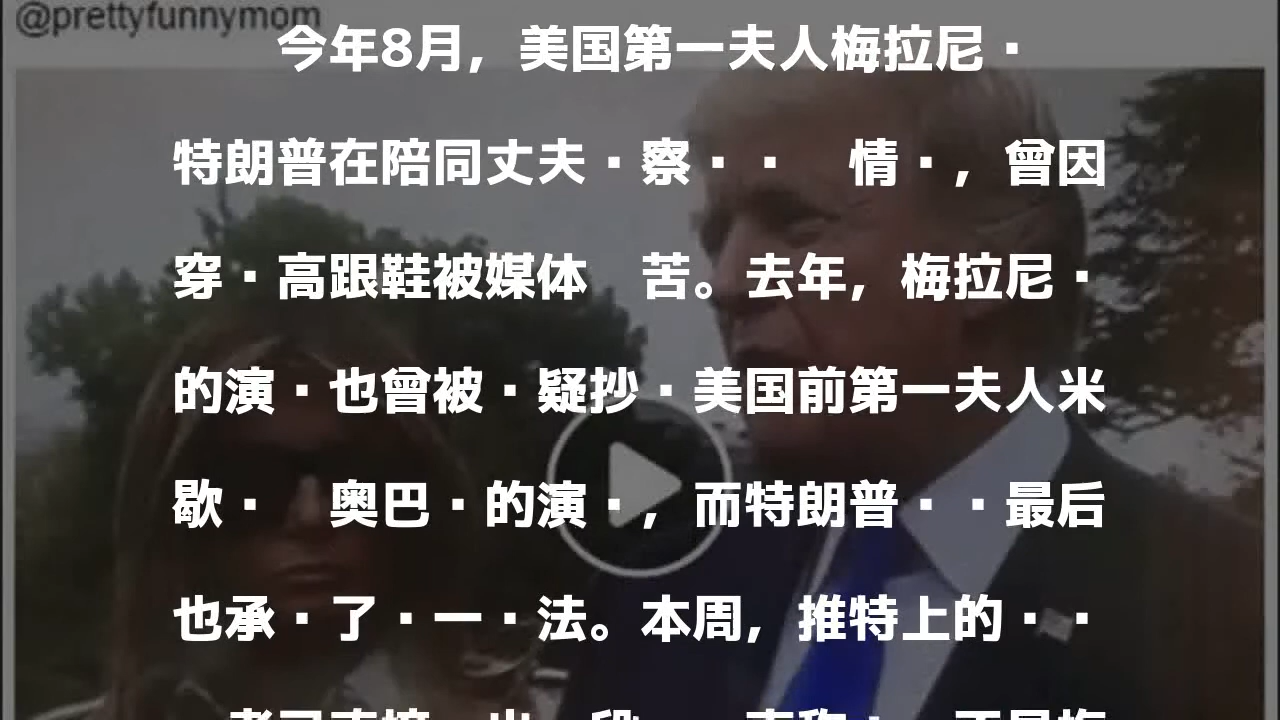 @prettyfunnymom
今年8月，美国第一夫人梅拉尼·
特朗普在陪同丈夫·察·· 情·，曾因
穿·高跟鞋被媒体 苦。去年，梅拉尼·
的演·也曾被·疑抄·美国前第一夫人米
歇· 奥巴·的演·，而特朗普··最后
也承·了·一·法。本周，推特上的··